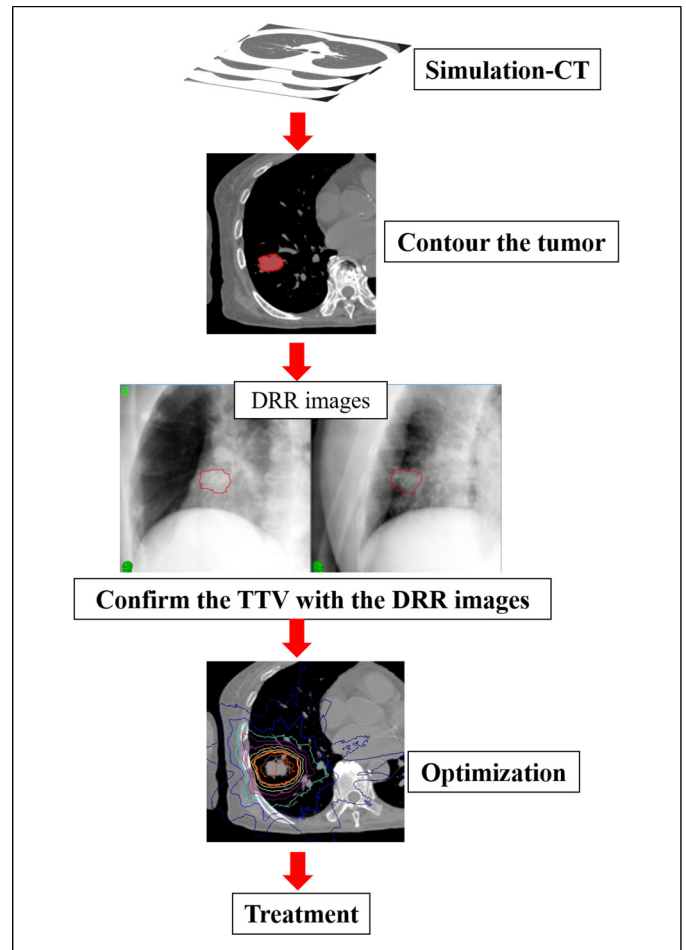 Simulation-CT
Contour the tumor
DRR images
Confirm the TTV with the DRR images
Optimization
Treatment